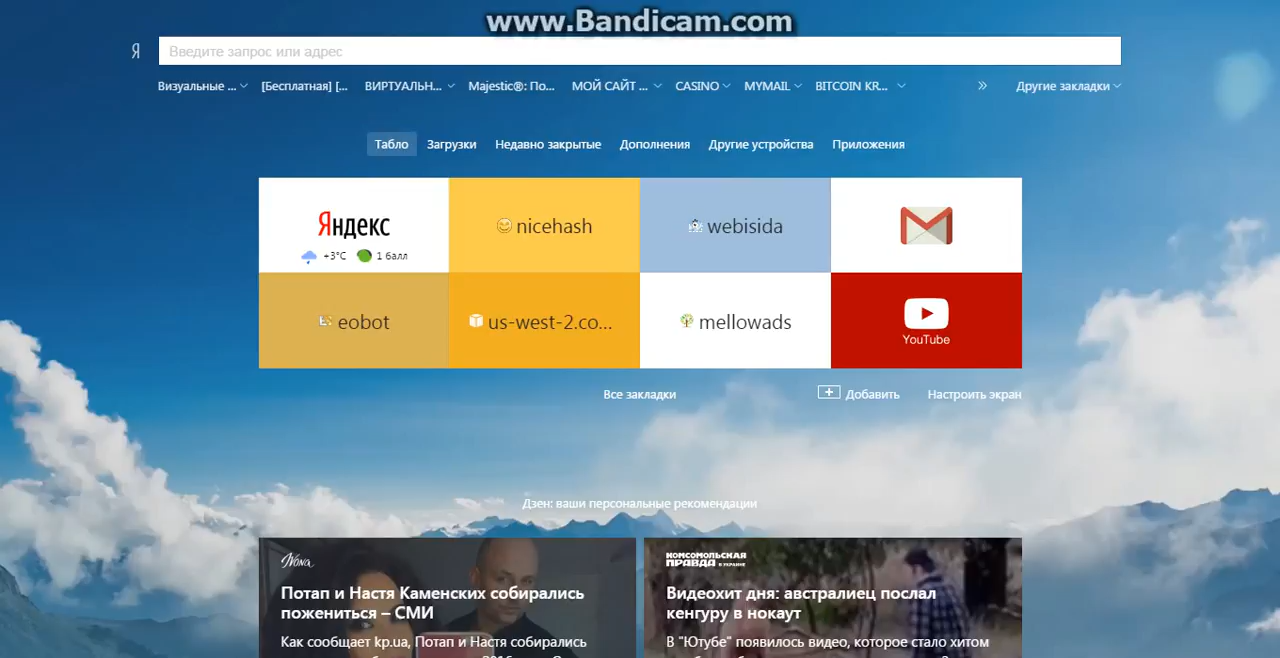 www.Bandicam.com
Я Введите запрос или адрес
Визуальные ... [Бесплатная] [... ВИРТУАЛЬН... Majestic®: По... МОЙ САЙТ ... CASINO MYMAIL BITCOIN KR... » Другие закладки
Табло Загрузки Недавно закрытые Дополнения Другие устройства Приложения
Яндекс
+3°C 1 балл
nicehash
webisida
eobot
us-west-2.co...
mellowads
YouTube
Все закладки Добавить Настроить экран
Дзен: ваши персональные рекомендации
Потап и Настя Каменских собирались
пожениться – СМИ
Как сообщает kp.ua, Потап и Настя собирались
КОМСОМОЛЬСКАЯ
ПРАВДА В УКРАИНЕ
Видеохит дня: австралиец послал
кенгуру в нокаут
В "Ютубе" появилось видео, которое стало хитом